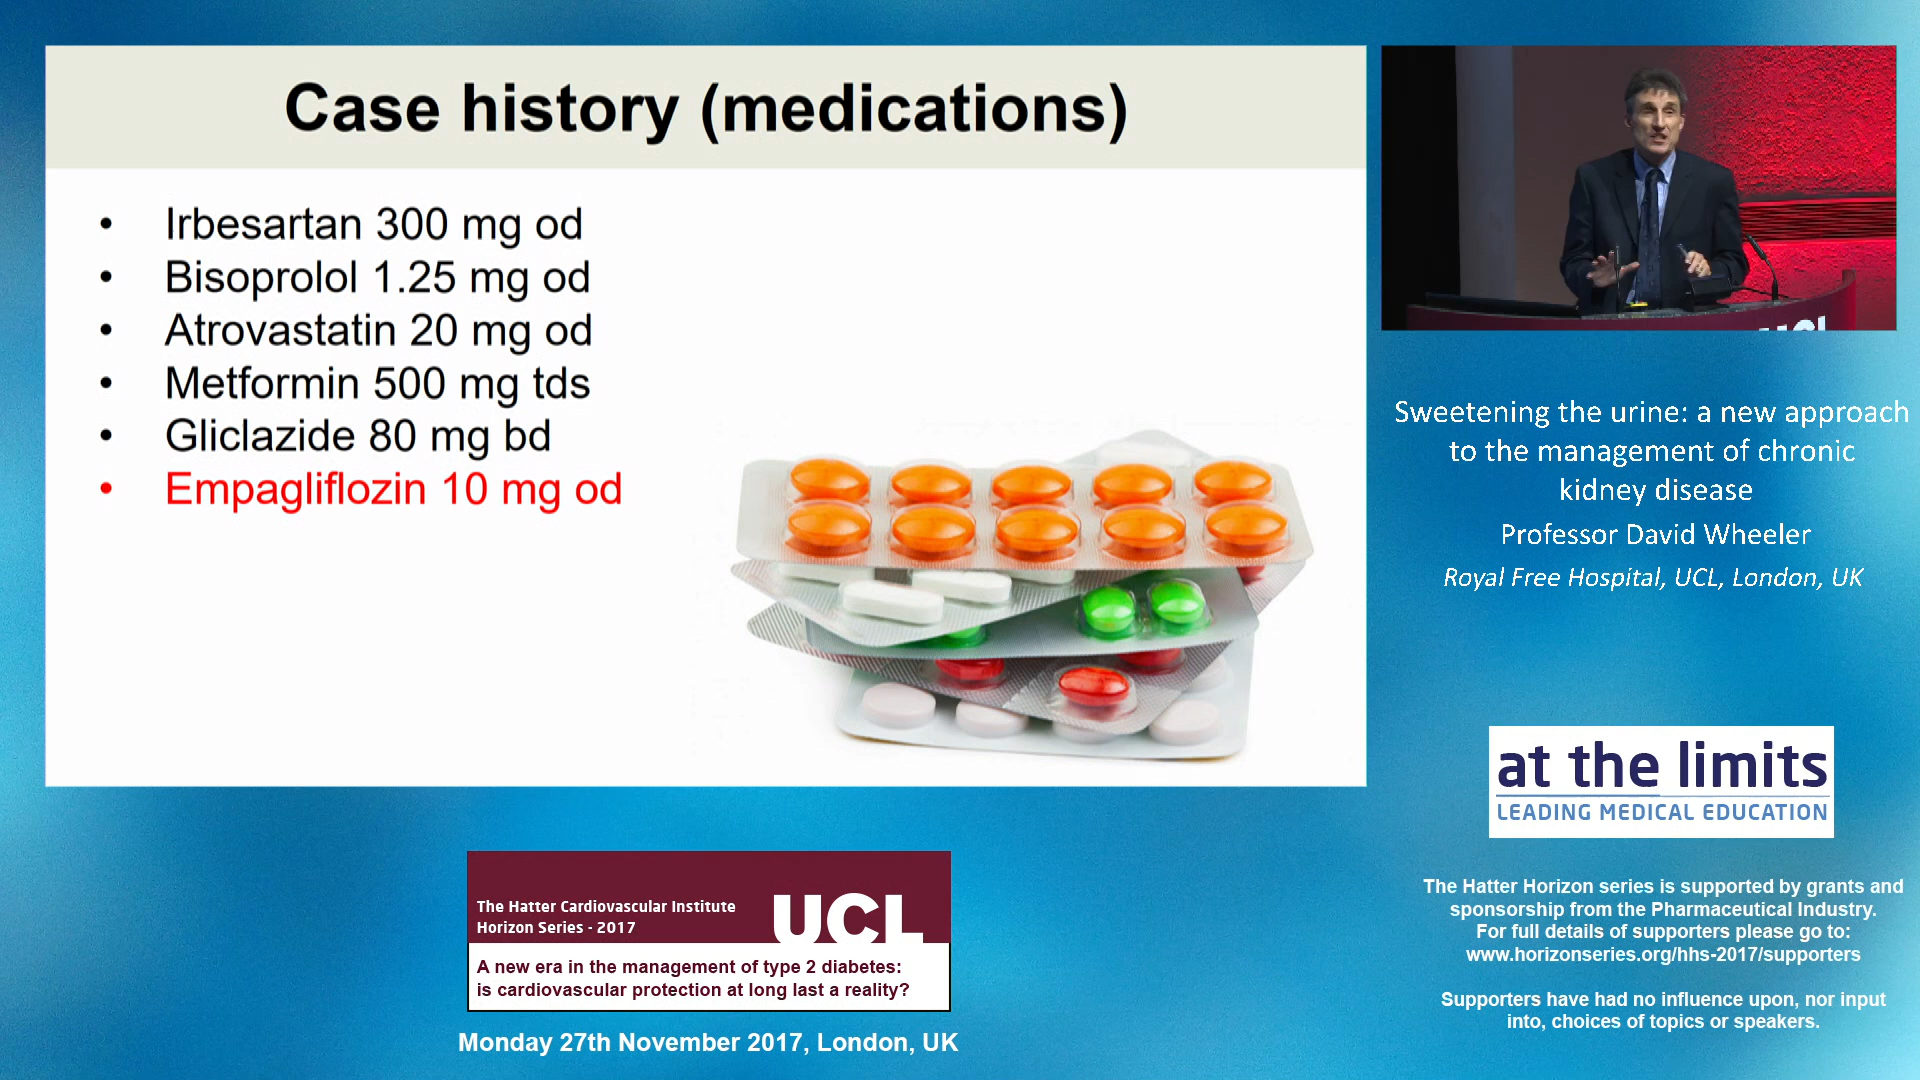 Case history (medications)
• Irbesartan 300 mg od
• Bisoprolol 1.25 mg od
• Atrovastatin 20 mg od
• Metformin 500 mg tds
• Gliclazide 80 mg bd
• Empagliflozin 10 mg od
UCL
Sweetening the urine: a new approach
to the management of chronic
kidney disease
Professor David Wheeler
Royal Free Hospital, UCL, London, UK
at the limits
LEADING MEDICAL EDUCATION
The Hatter Horizon series is supported by grants and
sponsorship from the Pharmaceutical Industry.
For full details of supporters please go to:
www.horizonseries.org/hhs-2017/supporters
Supporters have had no influence upon, nor input
into, choices of topics or speakers.
The Hatter Cardiovascular Institute
Horizon Series - 2017
UCL
A new era in the management of type 2 diabetes:
is cardiovascular protection at long last a reality?
Monday 27th November 2017, London, UK